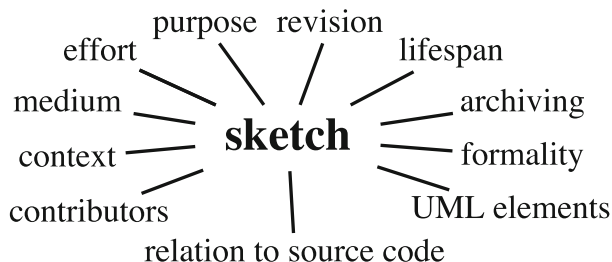 purpose revision
effort lifespan
medium archiving
sketch
context formality
contributors UML elements
relation to source code